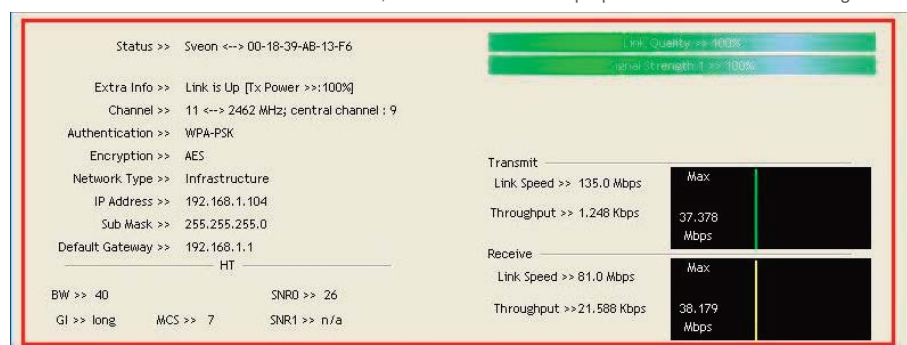 Status >> Sveon <--> 00-18-39-AB-13-F6
Extra Info >> Link is Up [Tx Power >>:100%]
Channel >> 11 <--> 2462 MHz; central channel : 9
Authentication >> WPA-PSK
Encryption >> AES
Network Type >> Infrastructure
IP Address >> 192.168.1.104
Sub Mask >> 255.255.255.0
Default Gateway >> 192.168.1.1
HT
BW >> 40 SNR0 >> 26
GI >> long MCS >> 7 SNR1 >> n/a
Link Quality >> 100%
Signal Strength 1 >> 100%
Transmit
Link Speed >> 135.0 Mbps
Throughput >> 1.248 Kbps
Max
37.378
Mbps
Receive
Link Speed >> 81.0 Mbps
Throughput >>21.588 Kbps
Max
38.179
Mbps